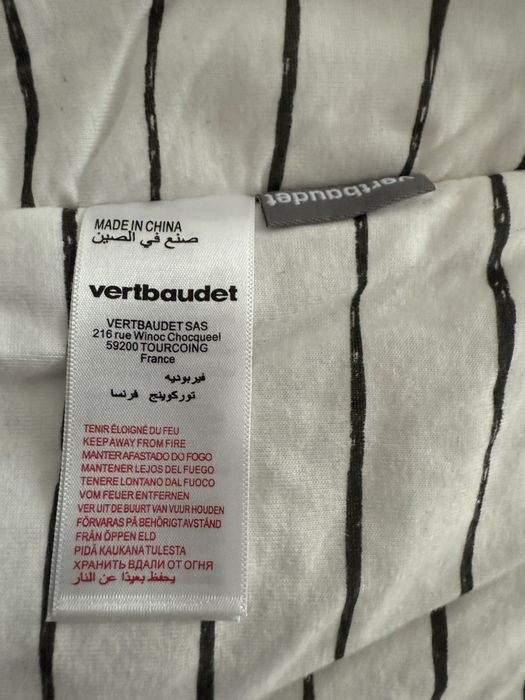 vertbaudet
MADE IN CHINA
صنع في الصين
vertbaudet
VERTBAUDET SAS
216 rue Winoc Chocqueel
59200 TOURCOING
France
فيربوديه
توركوينج فرنسا
TENIR ÉLOIGNÉ DU FEU
KEEP AWAY FROM FIRE
MANTER AFASTADO DO FOGO
MANTENER LEJOS DEL FUEGO
TENERE LONTANO DAL FUOCO
VOM FEUER ENTFERNEN
VER UIT DE BUURT VAN VUUR HOUDEN
FÖRVARAS PÅ BEHÖRIGT AVSTÅND
FRÅN ÖPPEN ELD
PIDÄ KAUKANA TULESTA
ХРАНИТЬ ВДАЛИ ОТ ОГНЯ
يحفظ بعيدًا عن النار